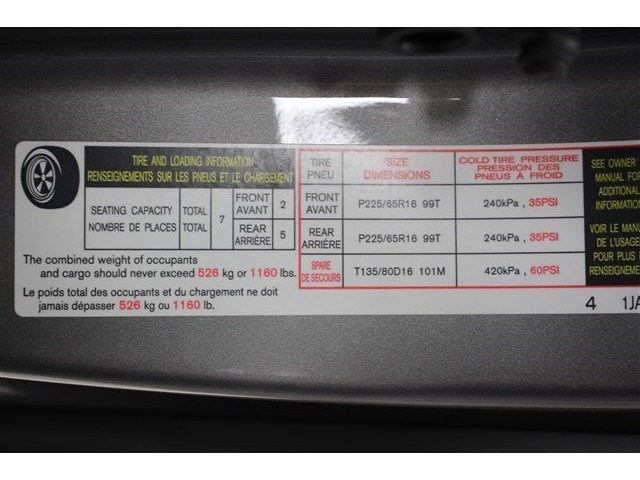 TIRE AND LOADING INFORMATION
RENSEIGNEMENTS SUR LES PNEUS ET LE CHARGEMENT
SEATING CAPACITY TOTAL 7 FRONT AVANT 2
NOMBRE DE PLACES TOTAL REAR ARRIÈRE 5
The combined weight of occupants
and cargo should never exceed 526 kg or 1160 lbs.
Le poids total des occupants et du chargement ne doit
jamais dépasser 526 kg ou 1160 lb.
TIRE PNEU SIZE DIMENSIONS COLD TIRE PRESSURE PRESSION DES PNEUS À FROID
FRONT AVANT P225/65R16 99T 240kPa , 35PSI
REAR ARRIÈRE P225/65R16 99T 240kPa , 35PSI
SPARE DE SECOURS T135/80D16 101M 420kPa , 60PSI
SEE OWNER'
MANUAL FOR
ADDITIONAL
INFORMATION
VOIR LE MANU
DE L'USAGE
POUR PLUS
RENSEIGNEME
4 1JA